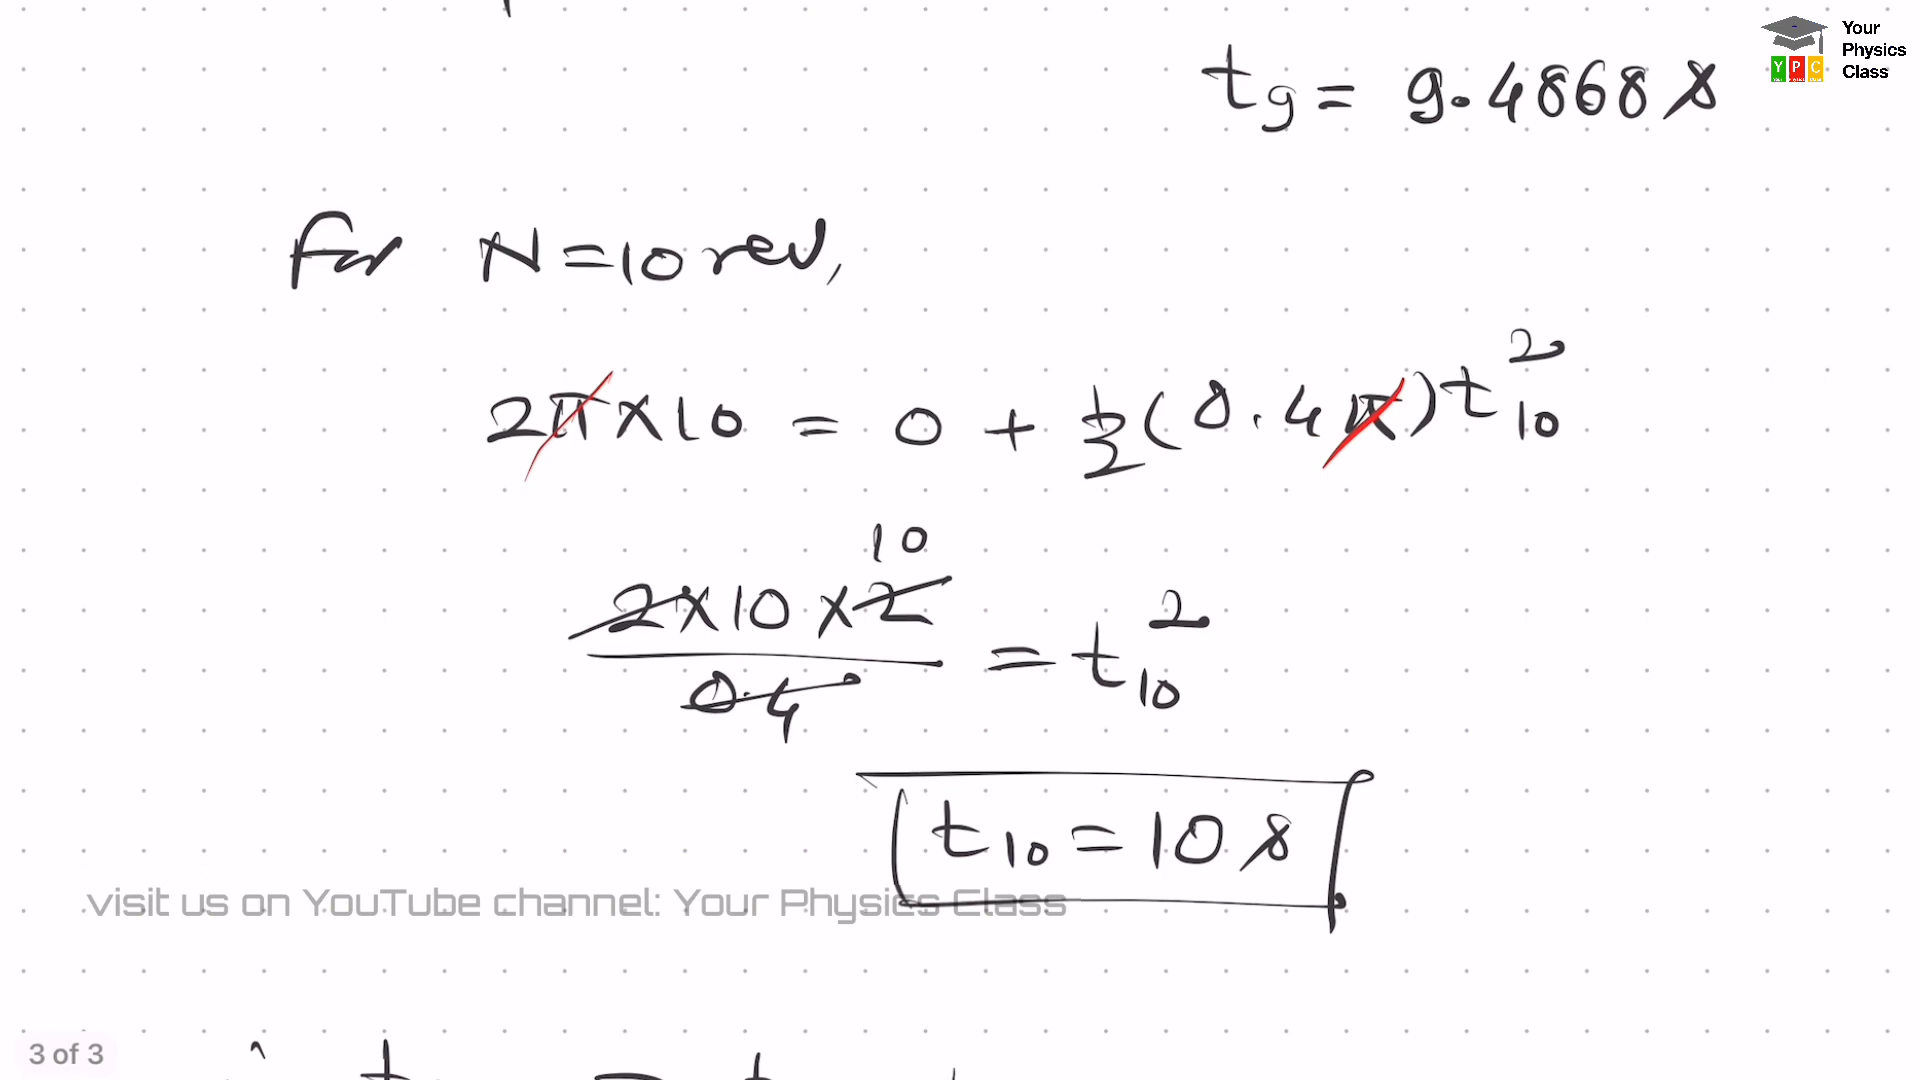 Your
Physics
Class
Y P C
t₉ = 9.4868 s
For N = 10 rev,
2π × 10 = 0 + ½ (0.4π) t₁₀²
10
2 × 10 × 2 / 0.4 = t₁₀²
t₁₀ = 10 s
visit us on YouTube channel: Your Physics Class
3 of 3